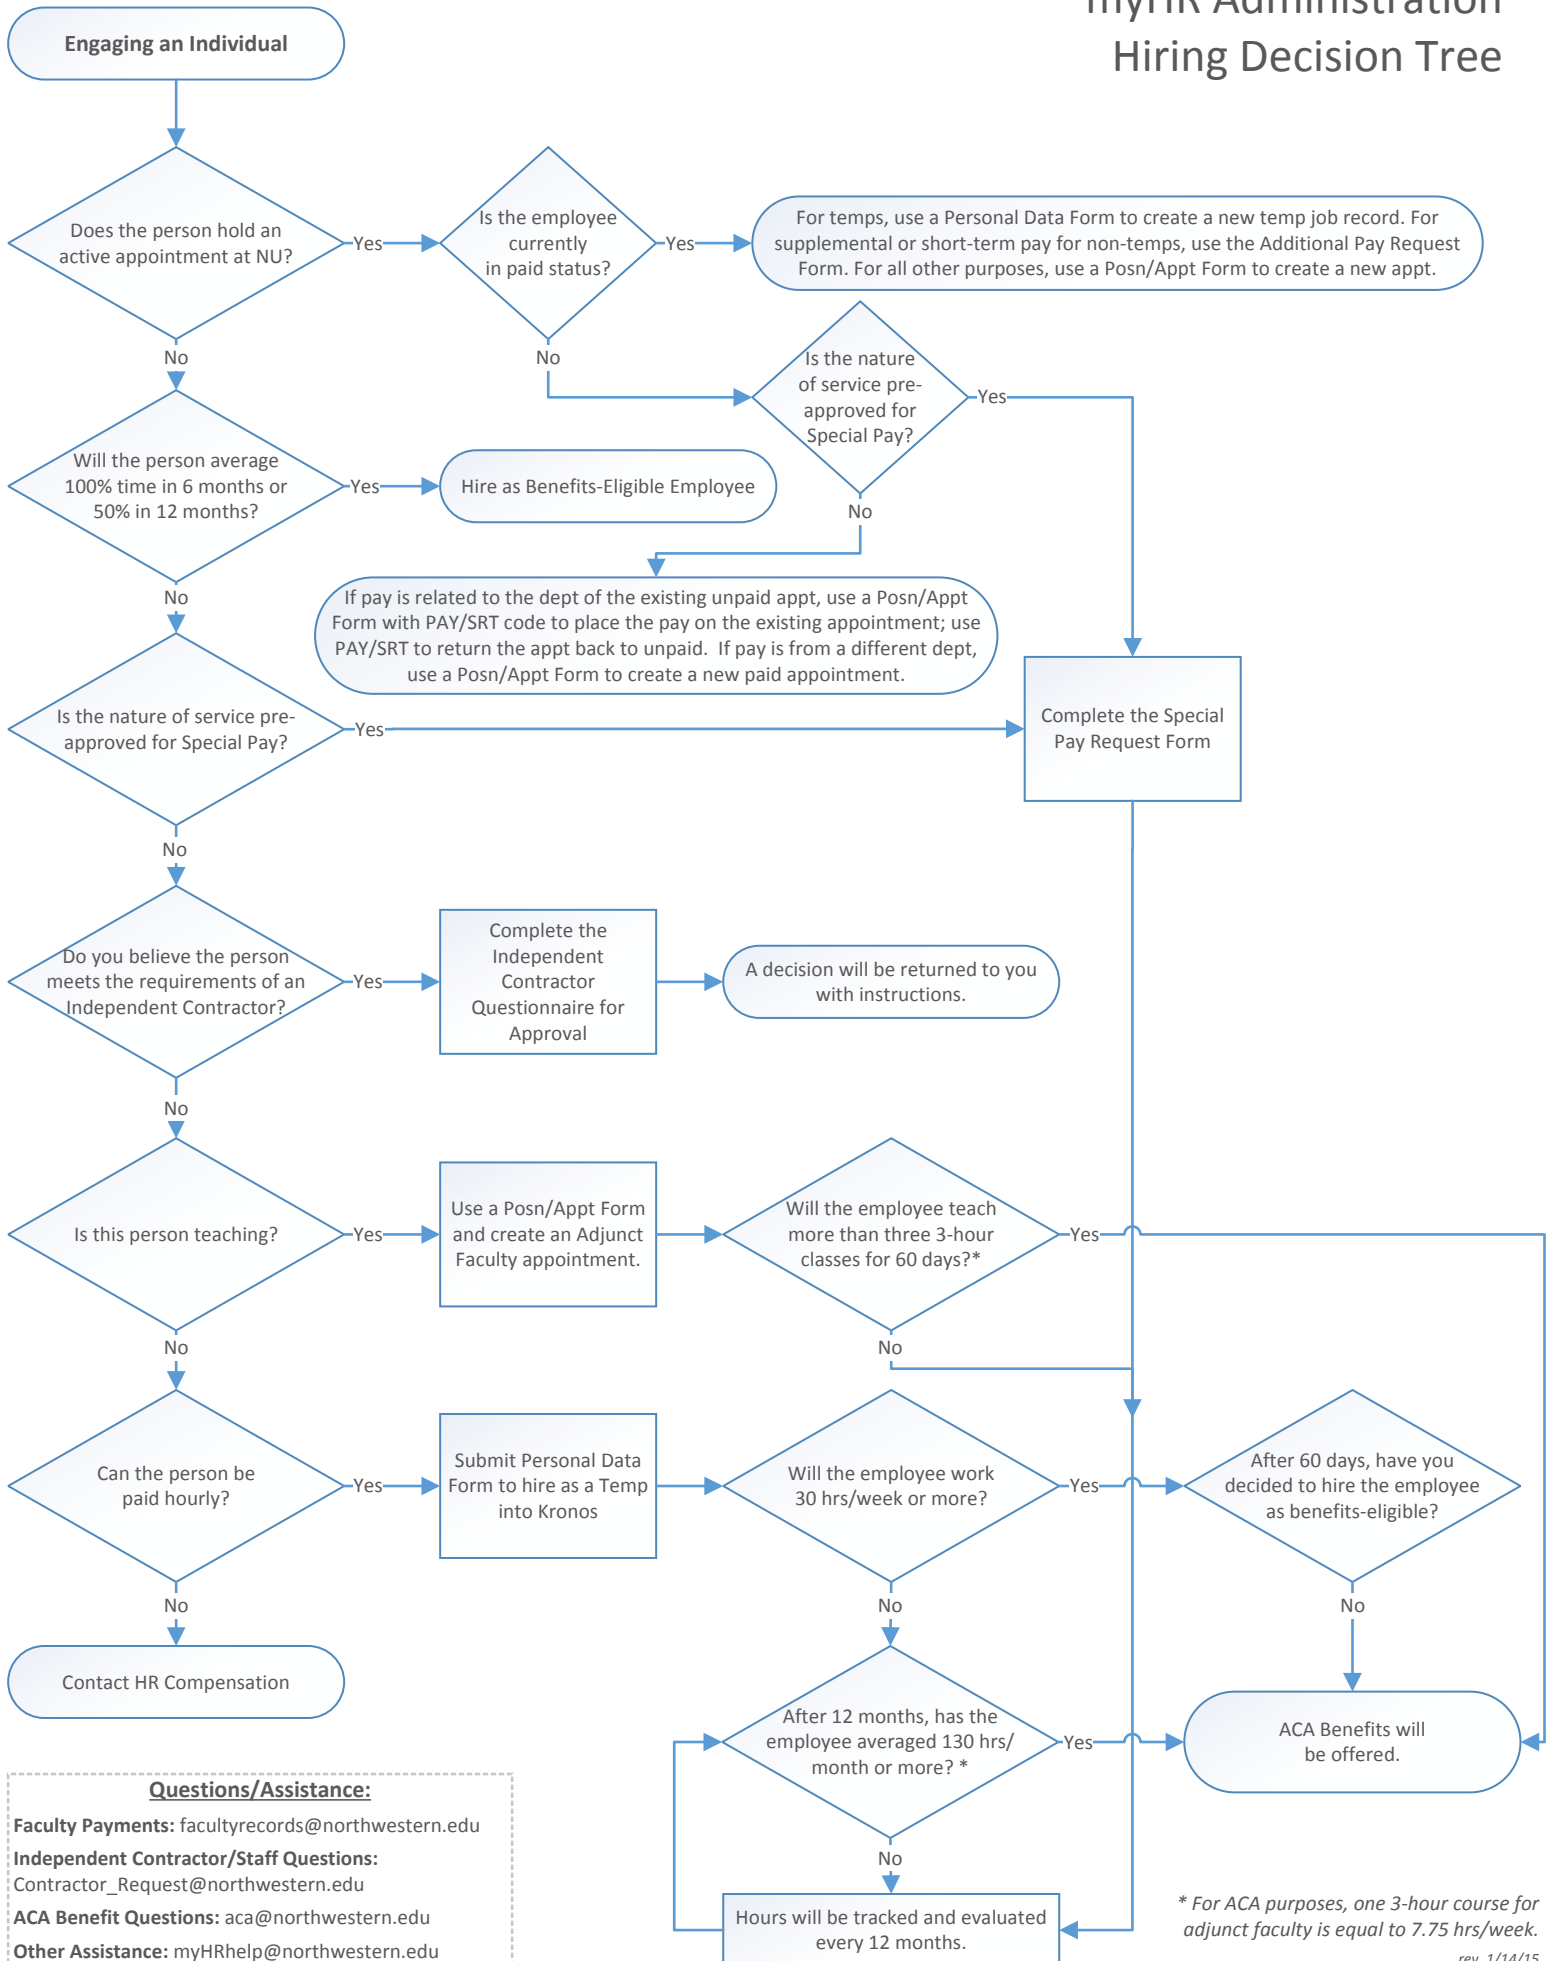 myHR Administration
Hiring Decision Tree
Engaging an Individual
Does the person hold an
active appointment at NU?
Yes
Is the employee
currently
in paid status?
Yes
For temps, use a Personal Data Form to create a new temp job record. For
supplemental or short-term pay for non-temps, use the Additional Pay Request
Form. For all other purposes, use a Posn/Appt Form to create a new appt.
No
No
Is the nature
of service pre-
approved for
Special Pay?
Yes
Will the person average
100% time in 6 months or
50% in 12 months?
Yes
Hire as Benefits-Eligible Employee
No
No
If pay is related to the dept of the existing unpaid appt, use a Posn/Appt
Form with PAY/SRT code to place the pay on the existing appointment; use
PAY/SRT to return the appt back to unpaid.  If pay is from a different dept,
use a Posn/Appt Form to create a new paid appointment.
Is the nature of service pre-
approved for Special Pay?
Yes
Complete the Special
Pay Request Form
No
Do you believe the person
meets the requirements of an
Independent Contractor?
Yes
Complete the
Independent
Contractor
Questionnaire for
Approval
A decision will be returned to you
with instructions.
No
Is this person teaching?
Yes
Use a Posn/Appt Form
and create an Adjunct
Faculty appointment.
Will the employee teach
more than three 3-hour
classes for 60 days?*
Yes
No
No
Can the person be
paid hourly?
Yes
Submit Personal Data
Form to hire as a Temp
into Kronos
Will the employee work
30 hrs/week or more?
Yes
After 60 days, have you
decided to hire the employee
as benefits-eligible?
No
No
No
Contact HR Compensation
After 12 months, has the
employee averaged 130 hrs/
month or more? *
Yes
ACA Benefits will
be offered.
No
Hours will be tracked and evaluated
every 12 months.
Questions/Assistance:
Faculty Payments: facultyrecords@northwestern.edu
Independent Contractor/Staff Questions:
Contractor_Request@northwestern.edu
ACA Benefit Questions: aca@northwestern.edu
Other Assistance: myHRhelp@northwestern.edu
* For ACA purposes, one 3-hour course for
adjunct faculty is equal to 7.75 hrs/week.
rev. 1/14/15